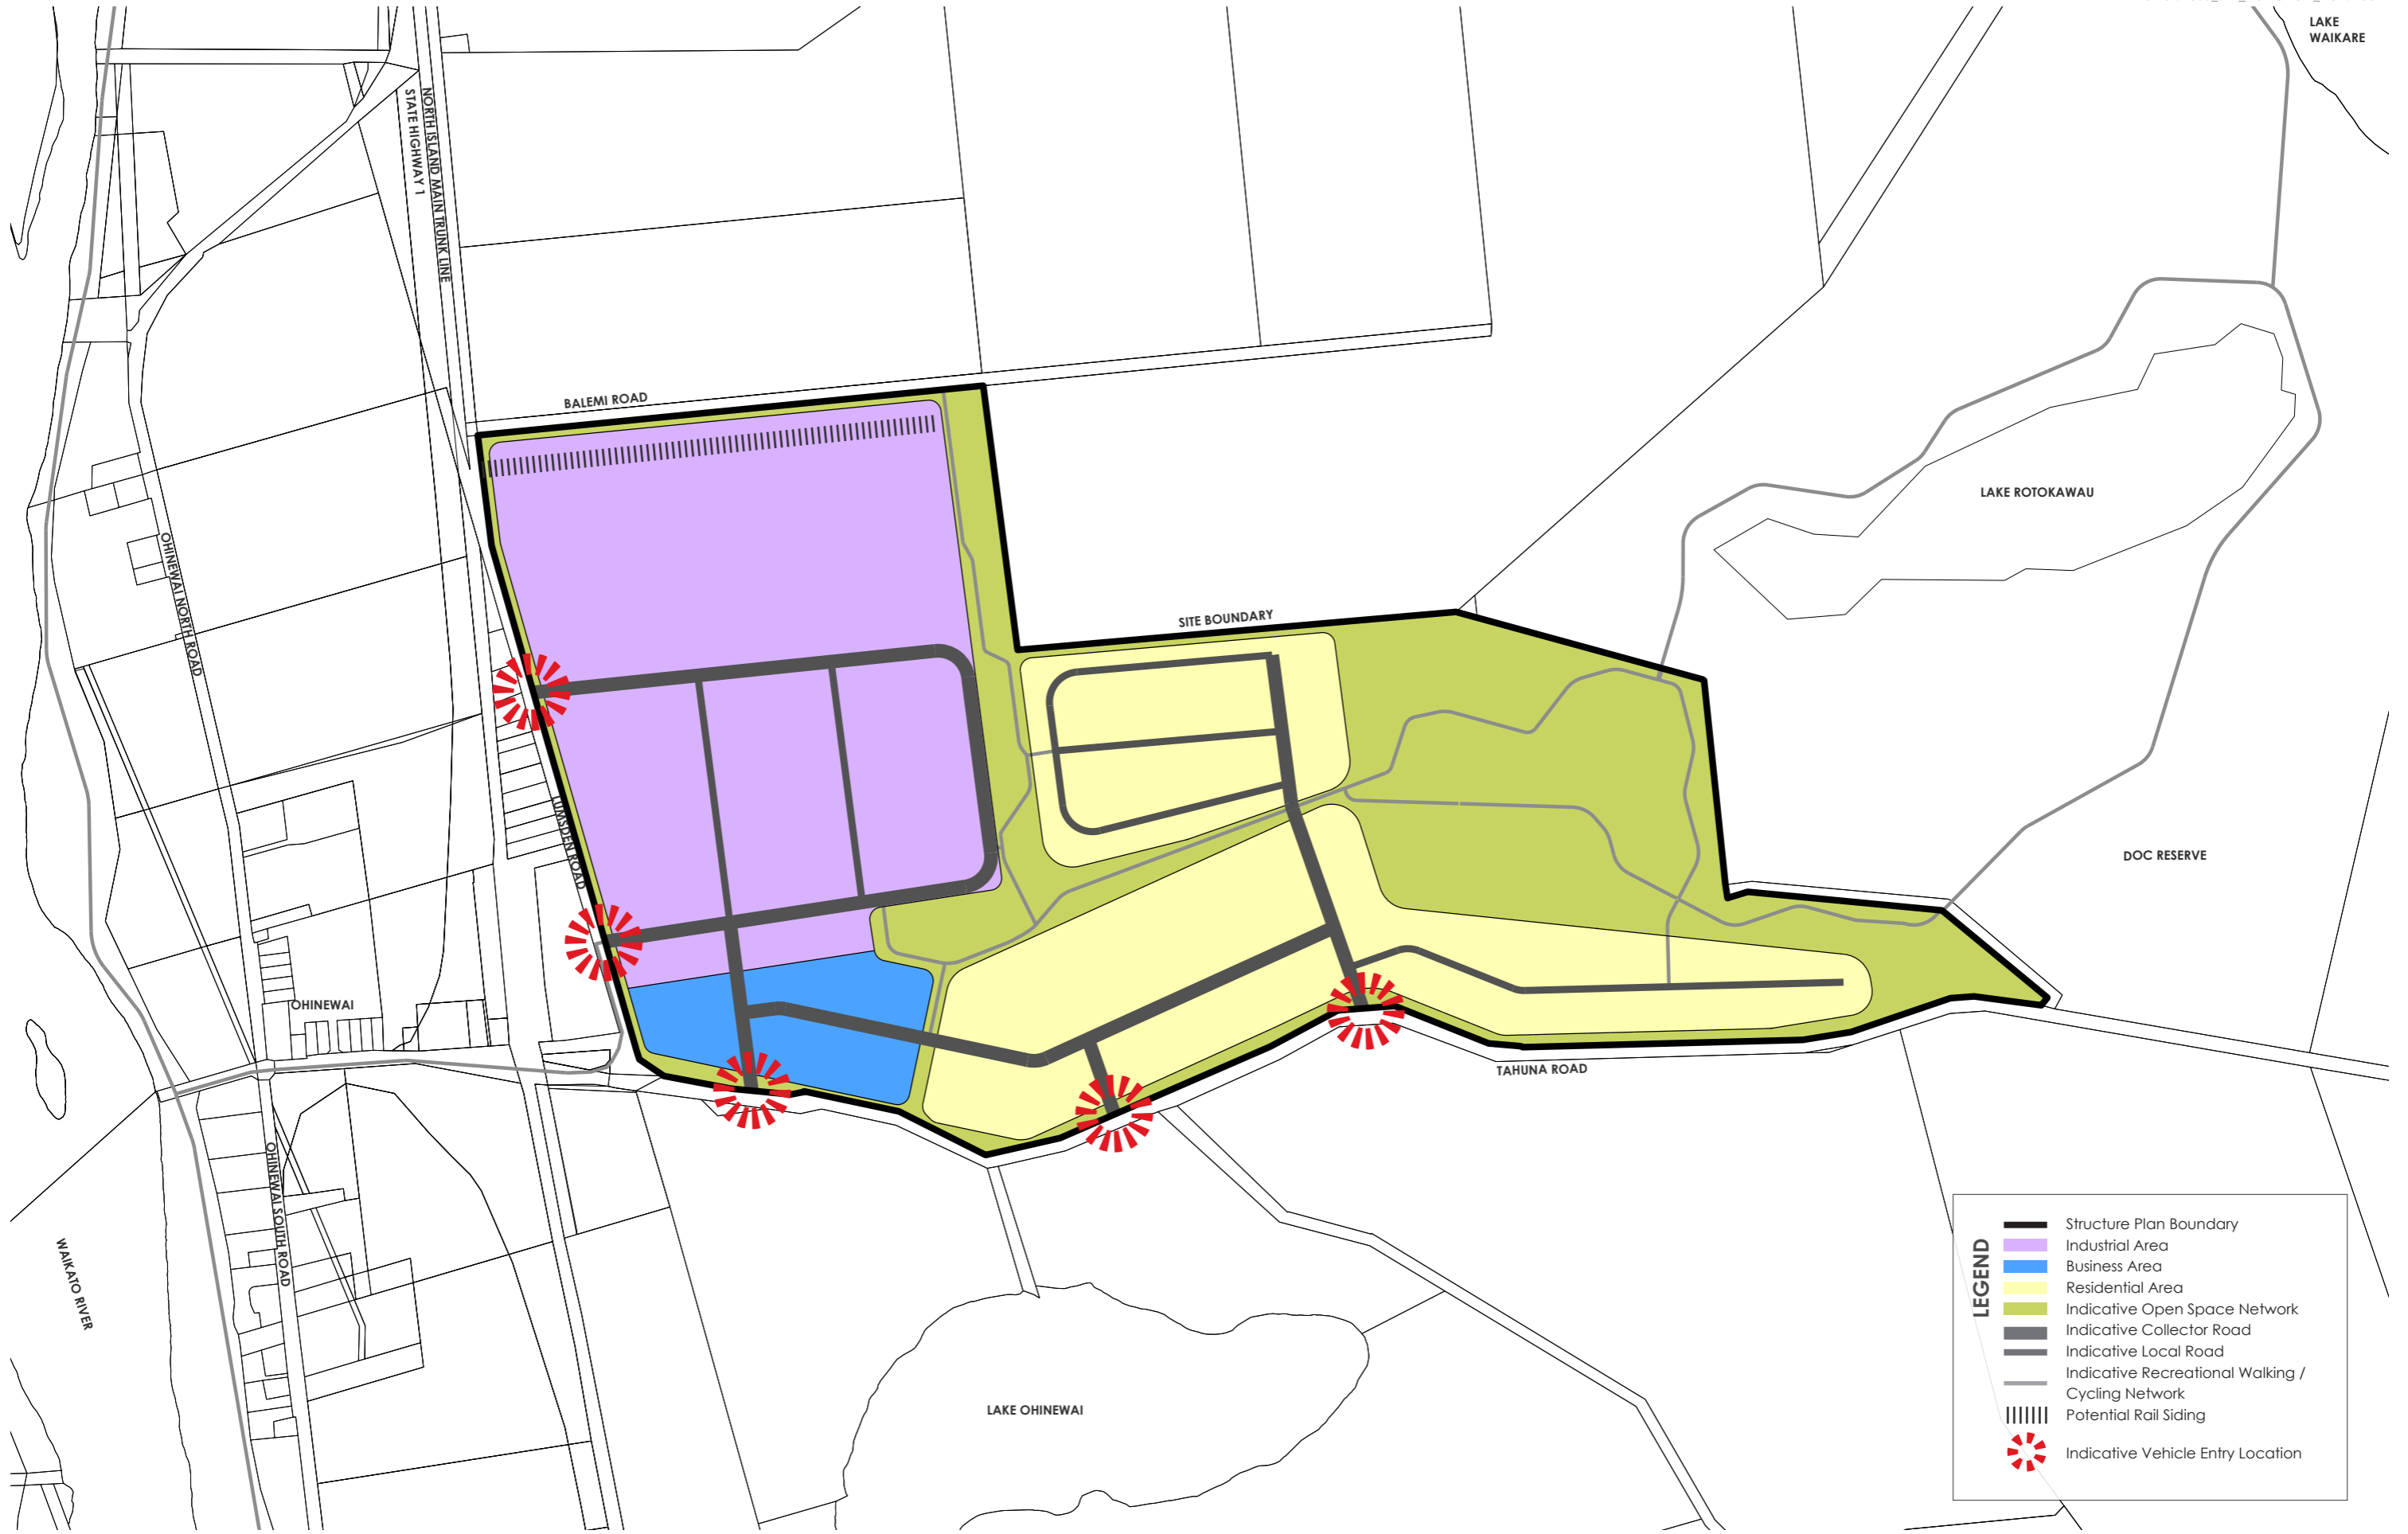 LAKE
WAIKARE
NORTH ISLAND MAIN TRUNK LINE
STATE HIGHWAY 1
BALEMI ROAD
LAKE ROTOKAWAU
OHINEWAI NORTH ROAD
SITE BOUNDARY
LUMSDEN ROAD
DOC RESERVE
OHINEWAI
TAHUNA ROAD
OHINEWAI SOUTH ROAD
WAIKATO RIVER
LAKE OHINEWAI
LEGEND
Structure Plan Boundary
Industrial Area
Business Area
Residential Area
Indicative Open Space Network
Indicative Collector Road
Indicative Local Road
Indicative Recreational Walking /
Cycling Network
Potential Rail Siding
Indicative Vehicle Entry Location